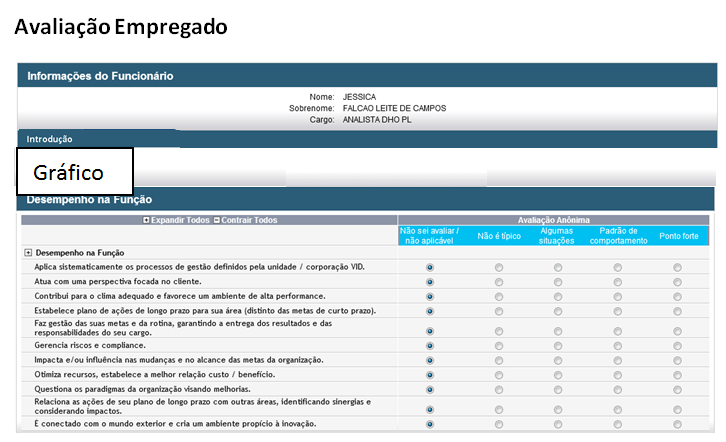 Avaliação Empregado
Informações do Funcionário
Nome: JESSICA
Sobrenome: FALCAO LEITE DE CAMPOS
Cargo: ANALISTA DHO PL
Introdução
Gráfico
Desempenho na Função
Expandir Todos Contrair Todos
Avaliação Anônima
Não sei avaliar /
não aplicável
Não é típico
Algumas
situações
Padrão de
comportamento
Ponto forte
Desempenho na Função
Aplica sistematicamente os processos de gestão definidos pela unidade / corporação VID.
Atua com uma perspectiva focada no cliente.
Contribui para o clima adequado e favorece um ambiente de alta performance.
Estabelece plano de ações de longo prazo para sua área (distinto das metas de curto prazo).
Faz gestão das suas metas e da rotina, garantindo a entrega dos resultados e das
responsabilidades do seu cargo.
Gerencia riscos e compliance.
Impacta e/ou influência nas mudanças e no alcance das metas da organização.
Otimiza recursos, estabelece a melhor relação custo / benefício.
Questiona os paradigmas da organização visando melhorias.
Relaciona as ações de seu plano de longo prazo com outras áreas, identificando sinergias e
considerando impactos.
É conectado com o mundo exterior e cria um ambiente propício à inovação.